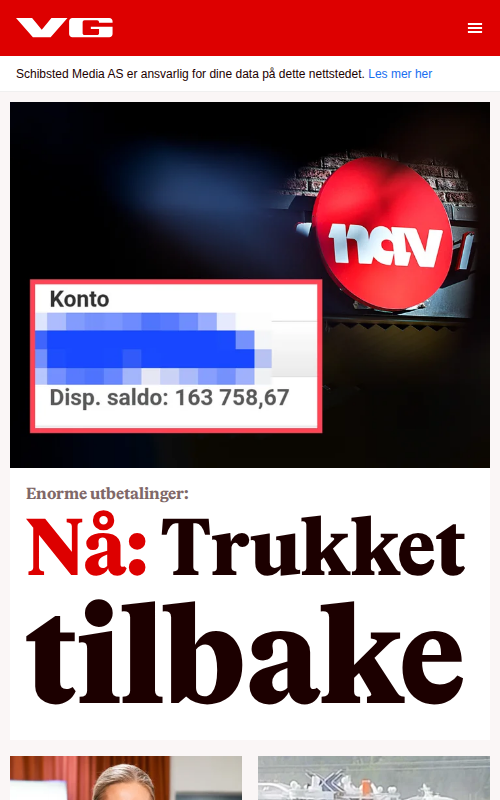 VG
Schibsted Media AS er ansvarlig for dine data på dette nettstedet. Les mer her
nav
Konto
Disp. saldo: 163 758,67
Enorme utbetalinger:
Nå: Trukket
tilbake